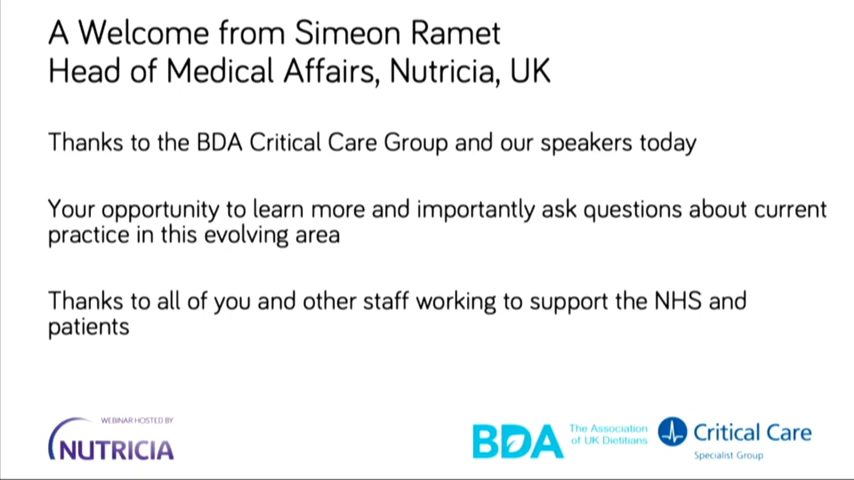 A Welcome from Simeon Ramet
Head of Medical Affairs, Nutricia, UK
Thanks to the BDA Critical Care Group and our speakers today
Your opportunity to learn more and importantly ask questions about current
practice in this evolving area
Thanks to all of you and other staff working to support the NHS and
patients
WEBINAR HOSTED BY
NUTRICIA
BDA
The Association
of UK Dietitians
Critical Care
Specialist Group